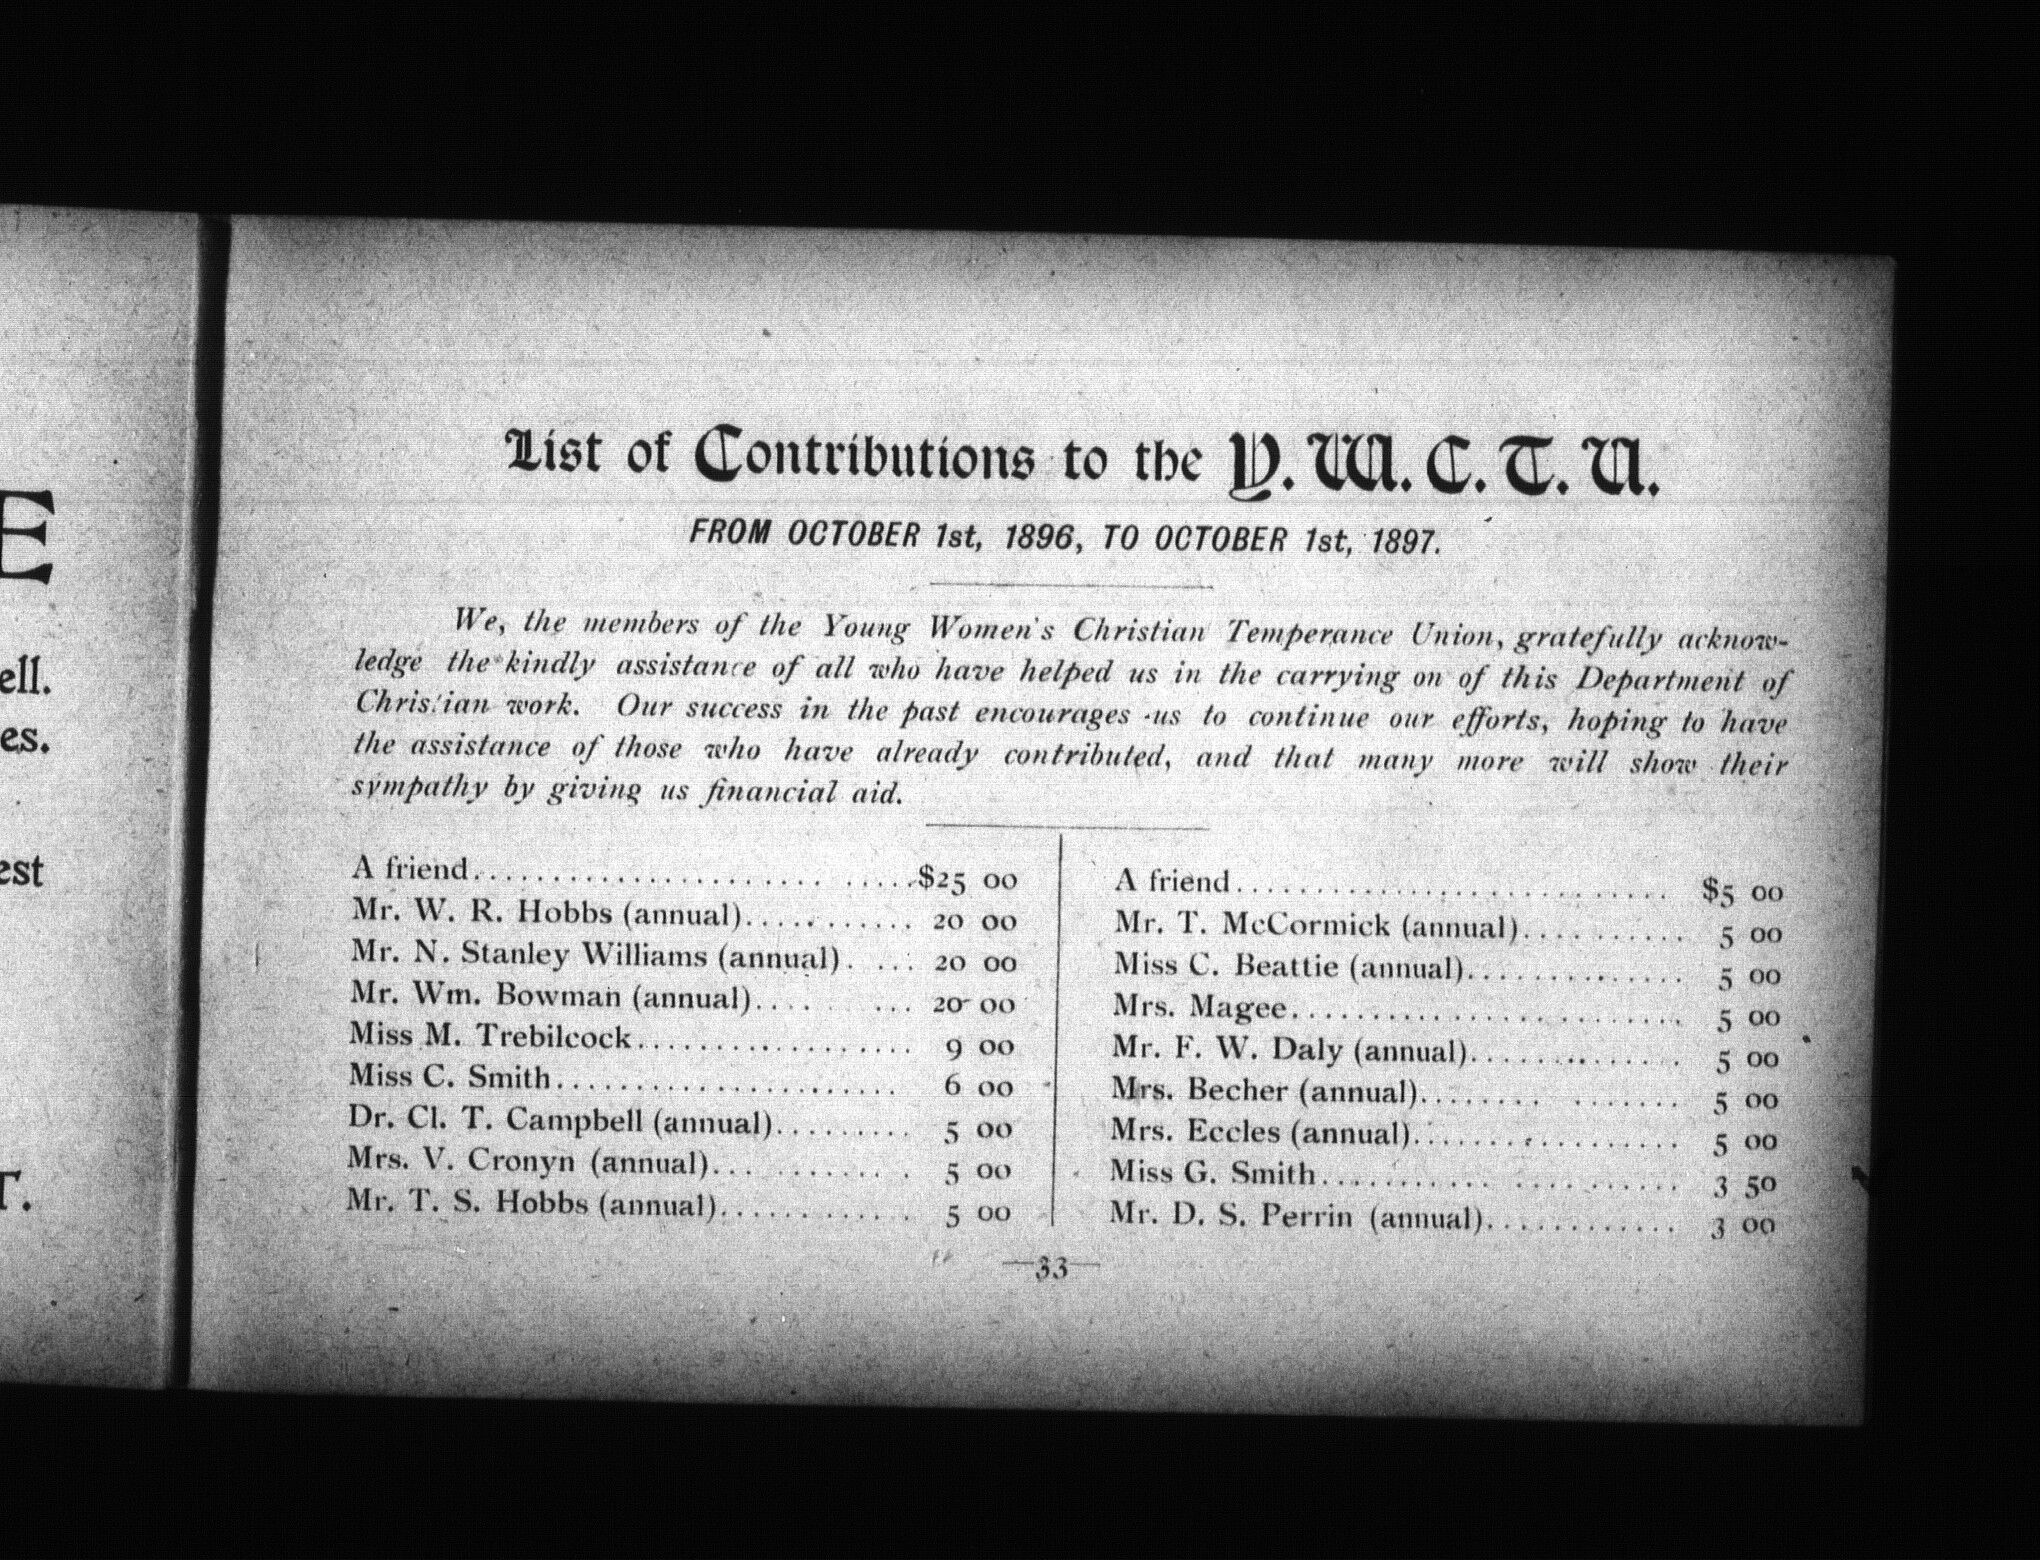 E
ell.
es.
est
T.
List of Contributions to the Y.W.C.T.U.
FROM OCTOBER 1st, 1896, TO OCTOBER 1st, 1897.
We, the members of the Young Women's Christian Temperance Union, gratefully acknow-
ledge the kindly assistance of all who have helped us in the carrying on of this Department of
Christian work. Our success in the past encourages us to continue our efforts, hoping to have
the assistance of those who have already contributed, and that many more will show their
sympathy by giving us financial aid.
A friend........................ .....$25 00
Mr. W. R. Hobbs (annual)........... 20 00
Mr. N. Stanley Williams (annual). ... 20 00
Mr. Wm. Bowman (annual).... ... 20 00
Miss M. Trebilcock.................. 9 00
Miss C. Smith...................... 6 00
Dr. Cl. T. Campbell (annual)......... 5 00
Mrs. V. Cronyn (annual)... ......... 5 00
Mr. T. S. Hobbs (annual)............ 5 00
A friend............................ $5 00
Mr. T. McCormick (annual).......... 5 00
Miss C. Beattie (annual).............. 5 00
Mrs. Magee......................... 5 00
Mr. F. W. Daly (annual)............. 5 00
Mrs. Becher (annual)........ ....... 5 00
Mrs. Eccles (annual)................. 5 00
Miss G. Smith........... .......... 3 50
Mr. D. S. Perrin (annual)............ 3 00
—33—